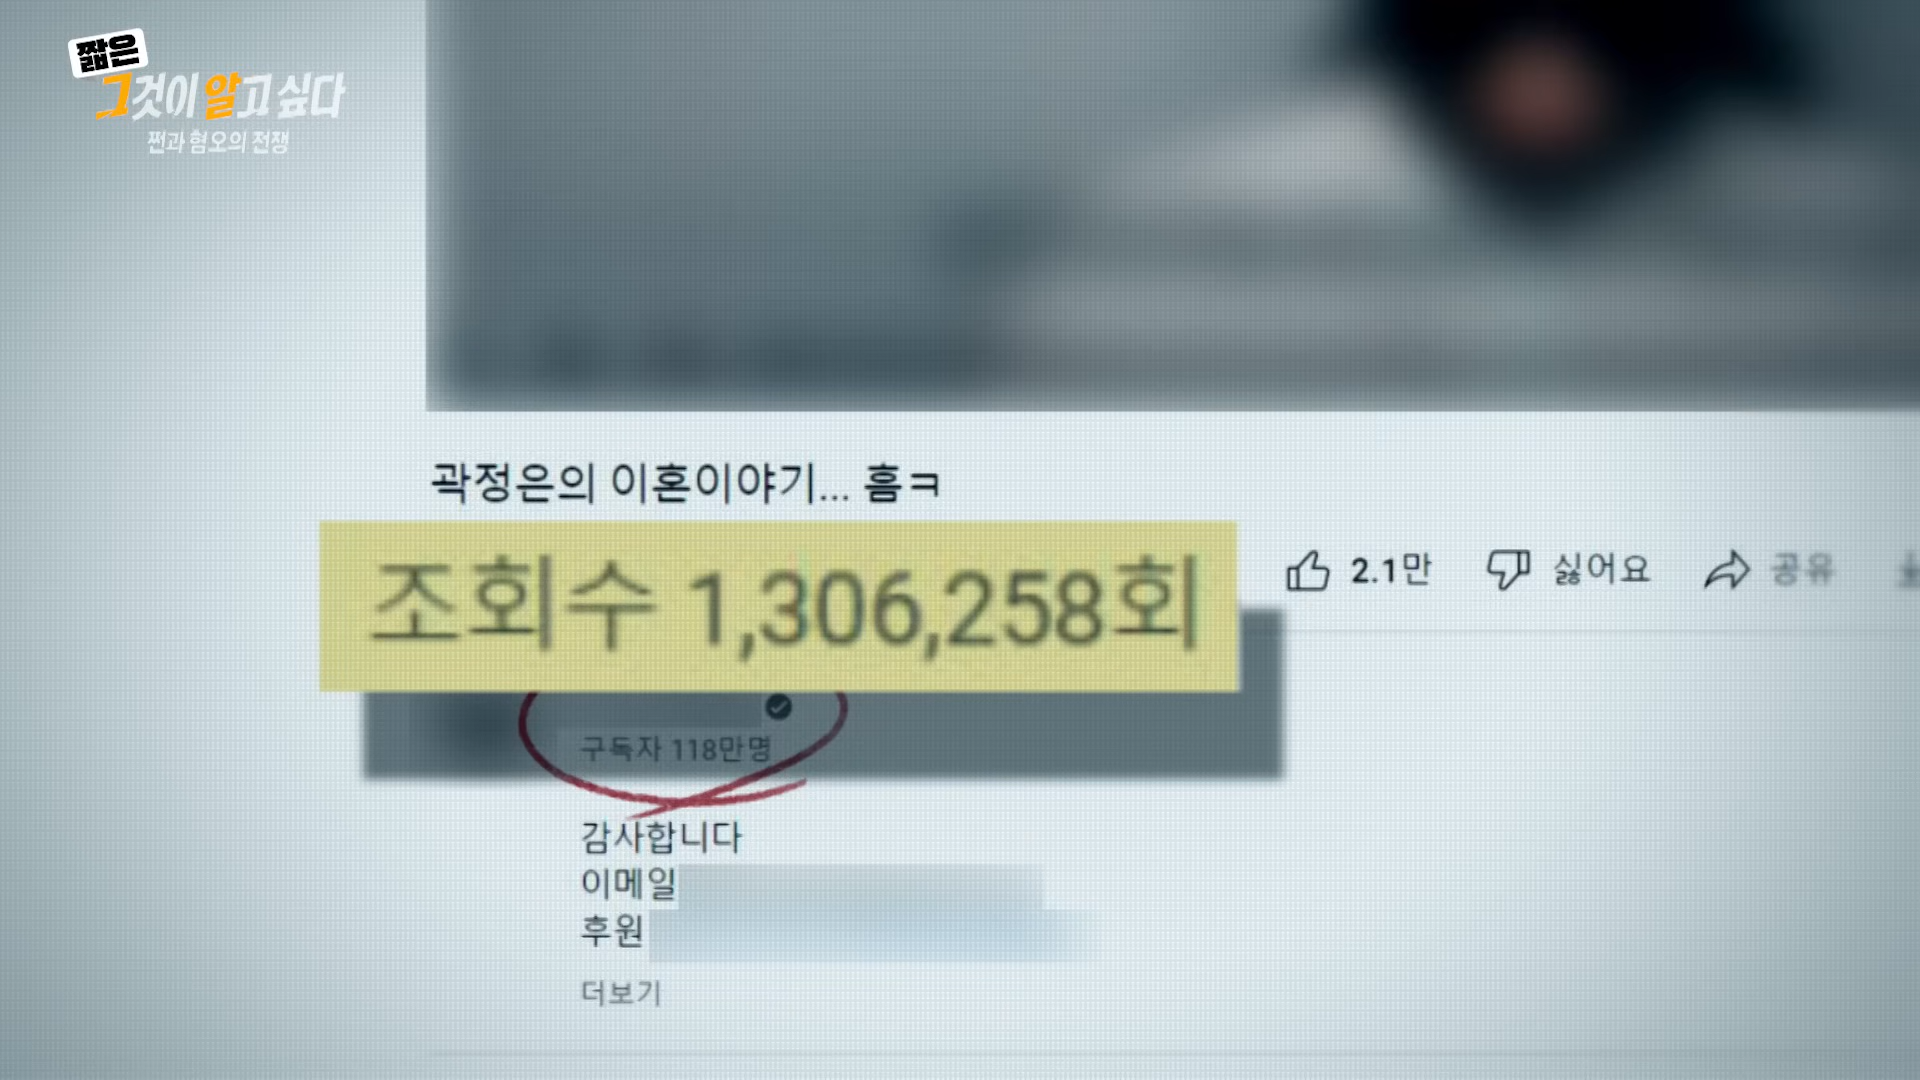 짧은
그것이 알고 싶다
쩐과 혐오의 전쟁
곽정은의 이혼이야기... 흠ㅋ
조회수 1,306,258회
2.1만
싫어요
공유
구독자 118만명
감사합니다
이메일
후원
더보기